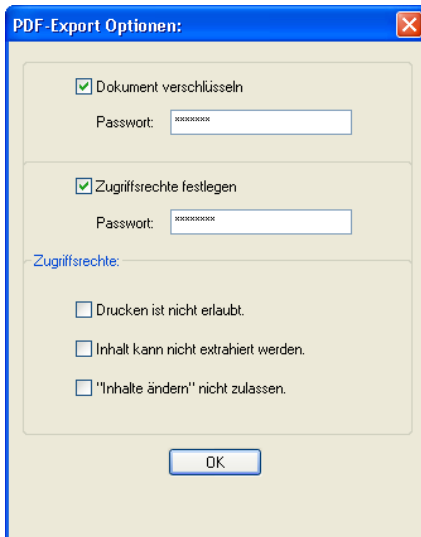 PDF-Export Optionen:
Dokument verschlüsseln
Passwort: *******
Zugriffsrechte festlegen
Passwort: ********
Zugriffsrechte:
Drucken ist nicht erlaubt.
Inhalt kann nicht extrahiert werden.
"Inhalte ändern" nicht zulassen.
OK